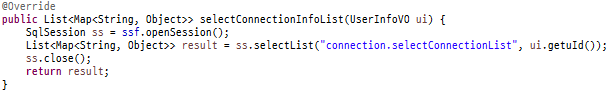 @Override
public List<Map<String, Object>> selectConnectionInfoList(UserInfoVO ui) {
    SqlSession ss = ssf.openSession();
    List<Map<String, Object>> result = ss.selectList("connection.selectConnectionList", ui.getuId());
    ss.close();
    return result;
}